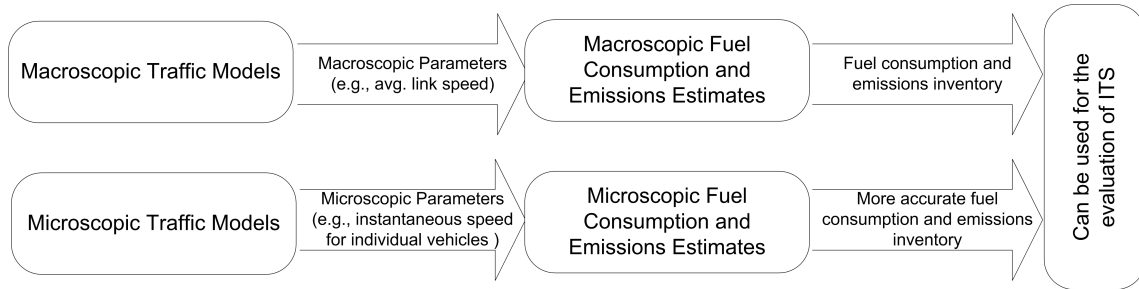 Macroscopic Traffic Models
Macroscopic Parameters
(e.g., avg. link speed)
Macroscopic Fuel
Consumption and
Emissions Estimates
Fuel consumption and
emissions inventory
Microscopic Traffic Models
Microscopic Parameters
(e.g., instantaneous speed
for individual vehicles )
Microscopic Fuel
Consumption and
Emissions Estimates
More accurate fuel
consumption and emissions
inventory
Can be used for the
evaluation of ITS